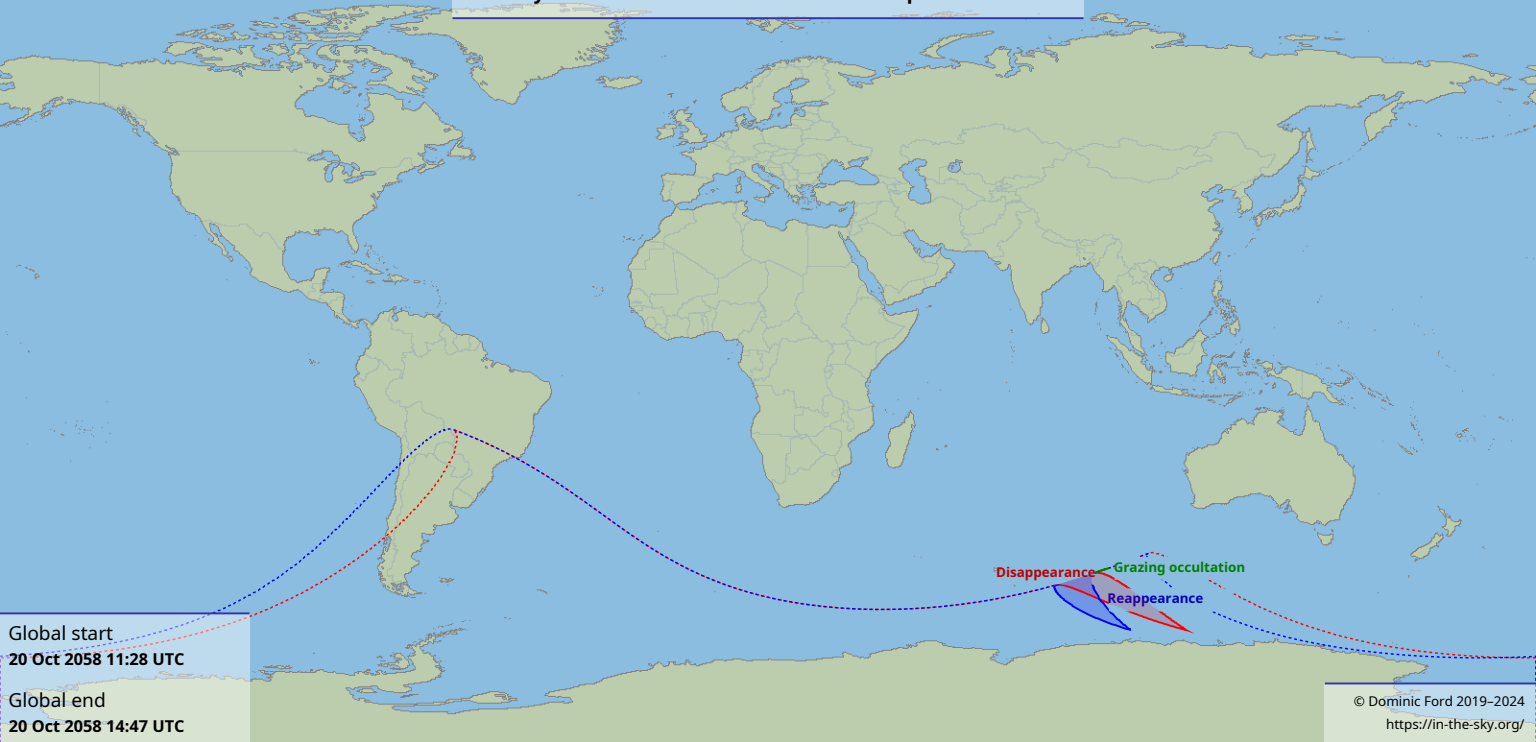 Global start
20 Oct 2058 11:28 UTC
Global end
20 Oct 2058 14:47 UTC
Disappearance
Grazing occultation
Reappearance
© Dominic Ford 2019–2024
https://in-the-sky.org/